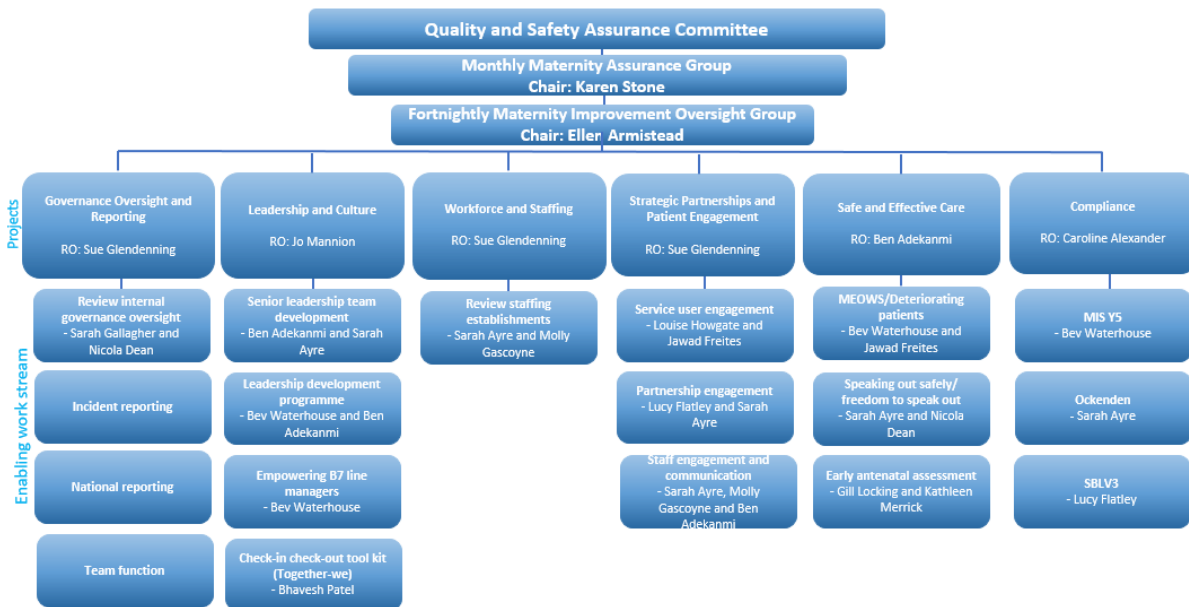 Quality and Safety Assurance Committee
Monthly Maternity Assurance Group
Chair: Karen Stone
Fortnightly Maternity Improvement Oversight Group
Chair: Ellen Armistead
Projects
Governance Oversight and
Reporting
RO: Sue Glendenning
Leadership and Culture
RO: Jo Mannion
Workforce and Staffing
RO: Sue Glendenning
Strategic Partnerships and
Patient Engagement
RO: Sue Glendenning
Safe and Effective Care
RO: Ben Adekanmi
Compliance
RO: Caroline Alexander
Enabling work stream
Review internal
governance oversight
- Sarah Gallagher and
Nicola Dean
Incident reporting
National reporting
Team function
Senior leadership team
development
- Ben Adekanmi and Sarah
Ayre
Leadership development
programme
- Bev Waterhouse and Ben
Adekanmi
Empowering B7 line
managers
- Bev Waterhouse
Check-in check-out tool kit
(Together-we)
- Bhavesh Patel
Review staffing
establishments
- Sarah Ayre and Molly
Gascoyne
Service user engagement
- Louise Howgate and
Jawad Freites
Partnership engagement
- Lucy Flatley and Sarah
Ayre
Staff engagement and
communication
- Sarah Ayre, Molly
Gascoyne and Ben
Adekanmi
MEOWS/Deteriorating
patients
- Bev Waterhouse and
Jawad Freites
Speaking out safely/
freedom to speak out
- Sarah Ayre and Nicola
Dean
Early antenatal assessment
- Gill Locking and Kathleen
Merrick
MIS Y5
- Bev Waterhouse
Ockenden
- Sarah Ayre
SBLV3
- Lucy Flatley